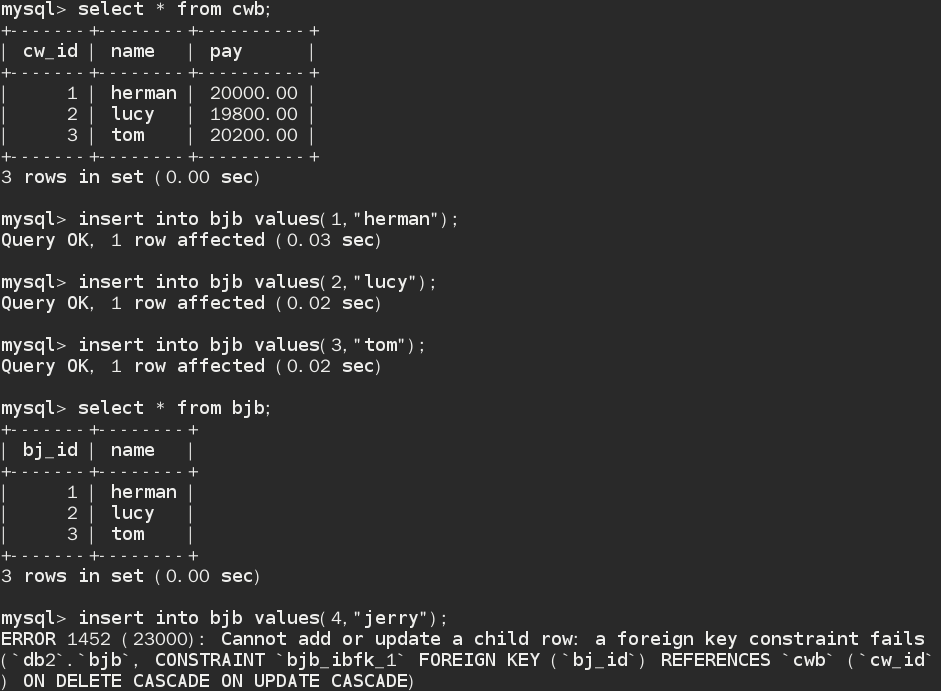 mysql> select * from cwb;
+-------+--------+----------+
| cw_id | name   | pay      |
+-------+--------+----------+
|     1 | herman | 20000.00 |
|     2 | lucy   | 19800.00 |
|     3 | tom    | 20200.00 |
+-------+--------+----------+
3 rows in set (0.00 sec)
mysql> insert into bjb values(1,"herman");
Query OK, 1 row affected (0.03 sec)
mysql> insert into bjb values(2,"lucy");
Query OK, 1 row affected (0.02 sec)
mysql> insert into bjb values(3,"tom");
Query OK, 1 row affected (0.02 sec)
mysql> select * from bjb;
+-------+--------+
| bj_id | name   |
+-------+--------+
|     1 | herman |
|     2 | lucy   |
|     3 | tom    |
+-------+--------+
3 rows in set (0.00 sec)
mysql> insert into bjb values(4,"jerry");
ERROR 1452 (23000): Cannot add or update a child row: a foreign key constraint fails
(`db2`.`bjb`, CONSTRAINT `bjb_ibfk_1` FOREIGN KEY (`bj_id`) REFERENCES `cwb` (`cw_id`
) ON DELETE CASCADE ON UPDATE CASCADE)